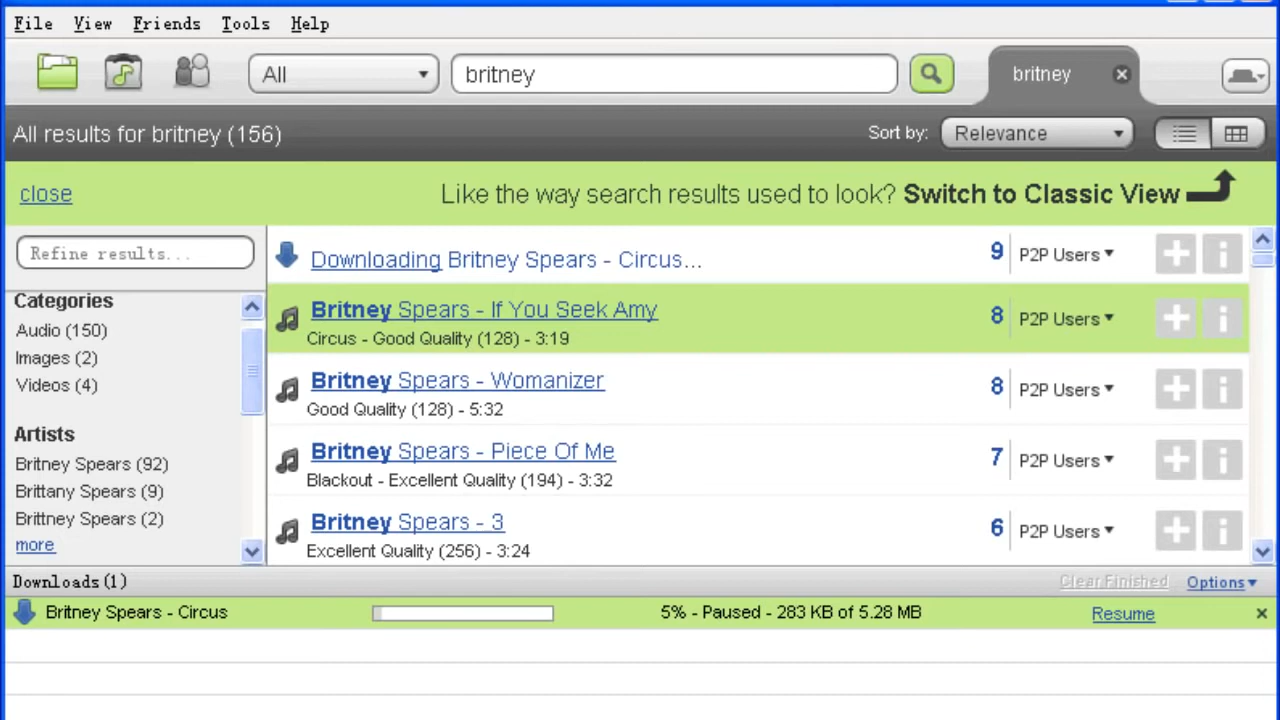 File View Friends Tools Help
All britney britney
All results for britney (156) Sort by: Relevance
close Like the way search results used to look? Switch to Classic View
Refine results...
Categories
Audio (150)
Images (2)
Videos (4)
Artists
Britney Spears (92)
Brittany Spears (9)
Brittney Spears (2)
more
Downloading Britney Spears - Circus... 9 P2P Users
Britney Spears - If You Seek Amy 8 P2P Users
Circus - Good Quality (128) - 3:19
Britney Spears - Womanizer 8 P2P Users
Good Quality (128) - 5:32
Britney Spears - Piece Of Me 7 P2P Users
Blackout - Excellent Quality (194) - 3:32
Britney Spears - 3 6 P2P Users
Excellent Quality (256) - 3:24
Downloads(1) Clear Finished Options
Britney Spears - Circus 5% - Paused - 283 KB of 5.28 MB Resume